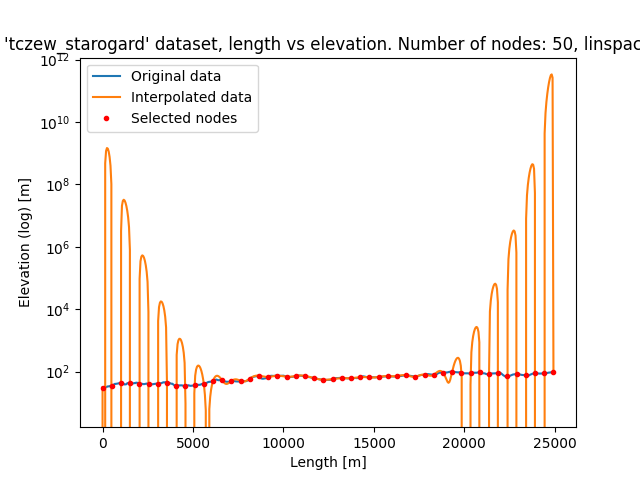 'tczew_starogard' dataset, length vs elevation. Number of nodes: 50, linspac
Original data
Interpolated data
Selected nodes
10^12
10^10
10^8
10^6
10^4
10^2
Elevation (log) [m]
0 5000 10000 15000 20000 25000
Length [m]